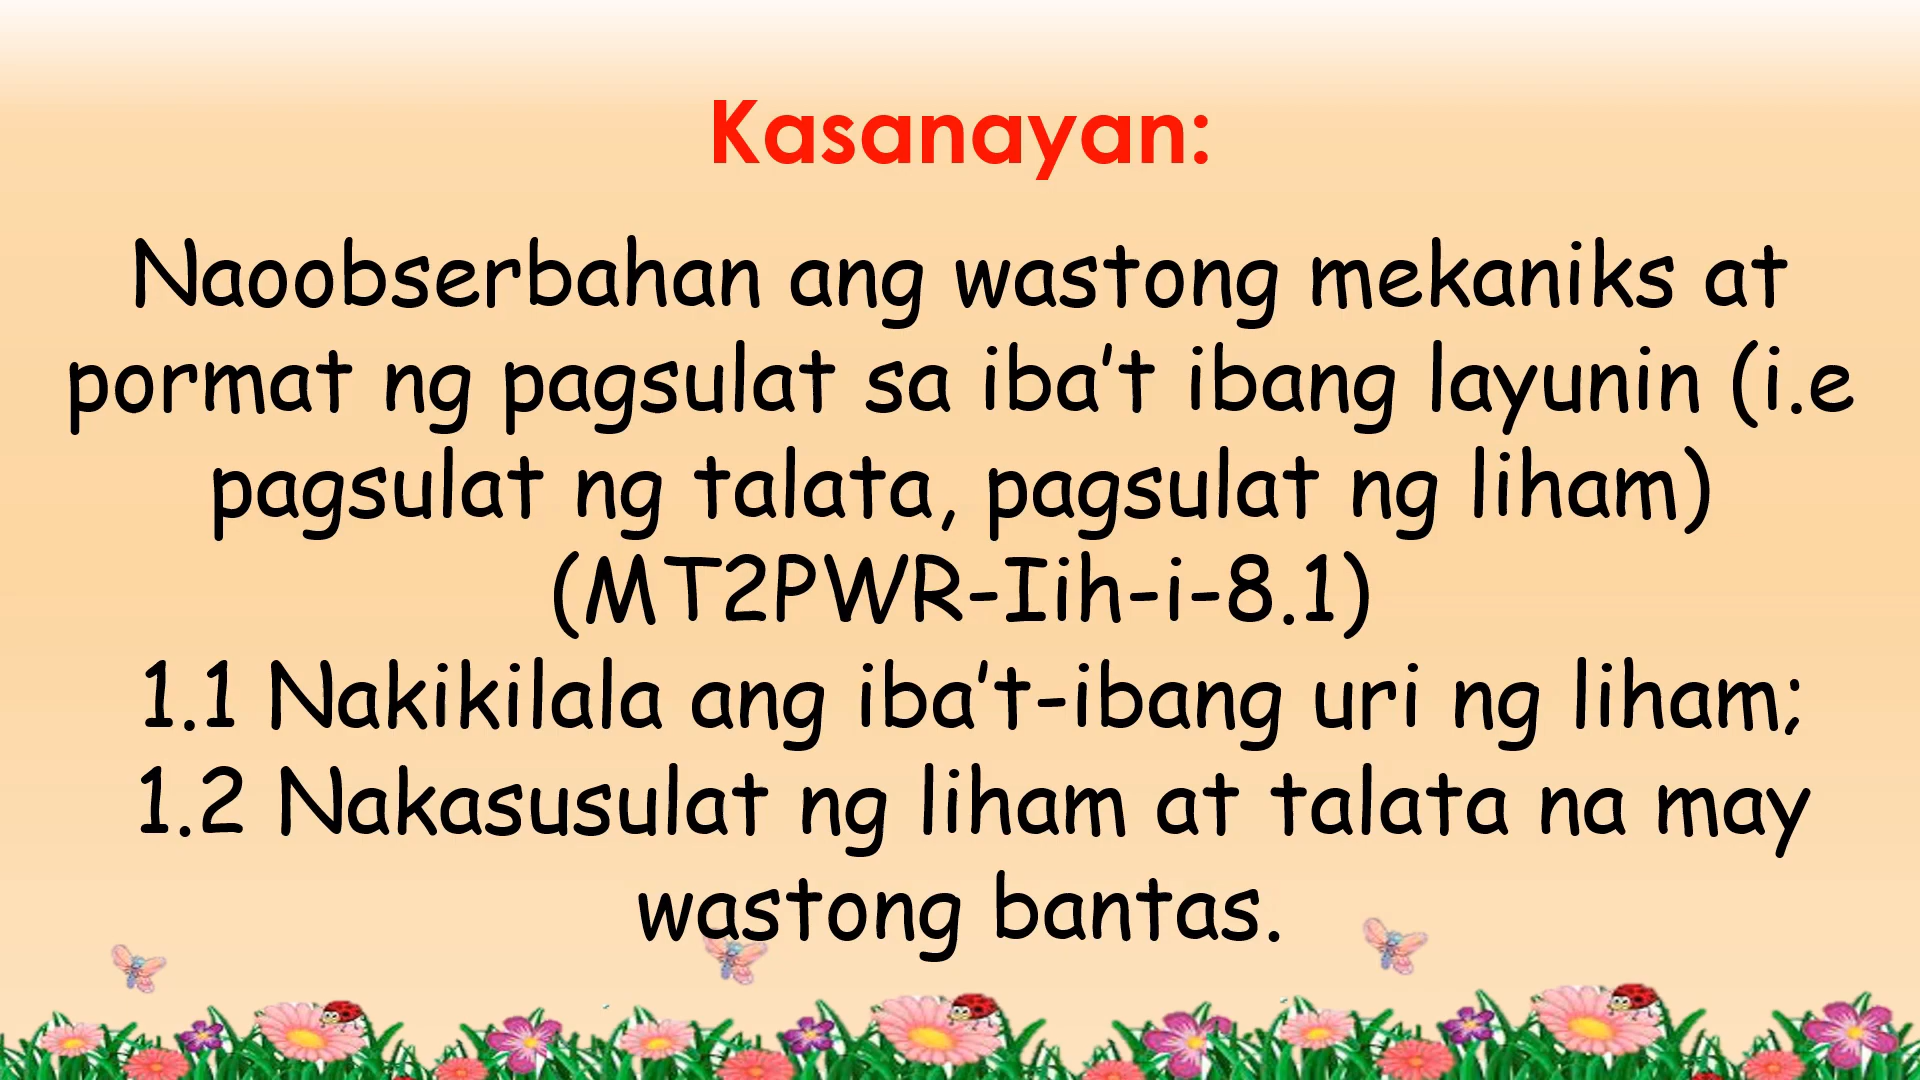 Kasanayan:
Naoobserbahan ang wastong mekaniks at
pormat ng pagsulat sa iba’t ibang layunin (i.e
pagsulat ng talata, pagsulat ng liham)
(MT2PWR-Iih-i-8.1)
1.1 Nakikilala ang iba’t-ibang uri ng liham;
1.2 Nakasusulat ng liham at talata na may
wastong bantas.